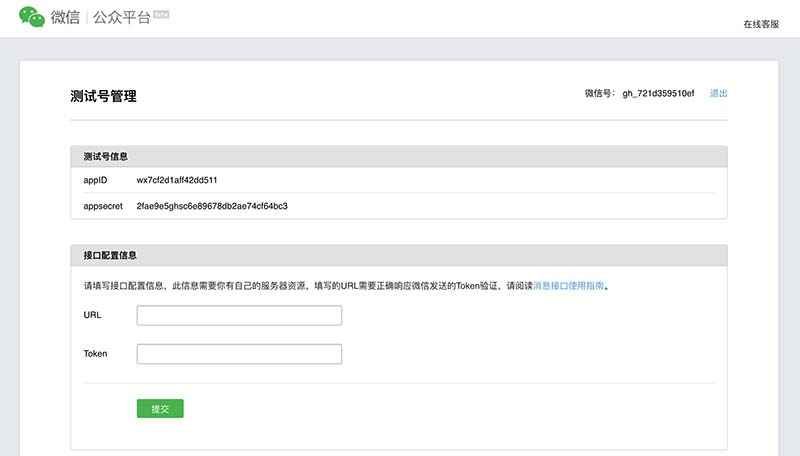 微信 | 公众平台 Beta
在线客服
测试号管理
微信号： gh_721d359510ef 退出
测试号信息
appID wx7cf2d1aff42dd511
appsecret 2fae9e5ghsc6e89678db2ae74cf64bc3
接口配置信息
请填写接口配置信息，此信息需要你有自己的服务器资源，填写的URL需要正确响应微信发送的Token验证，请阅读消息接口使用指南。
URL
Token
提交